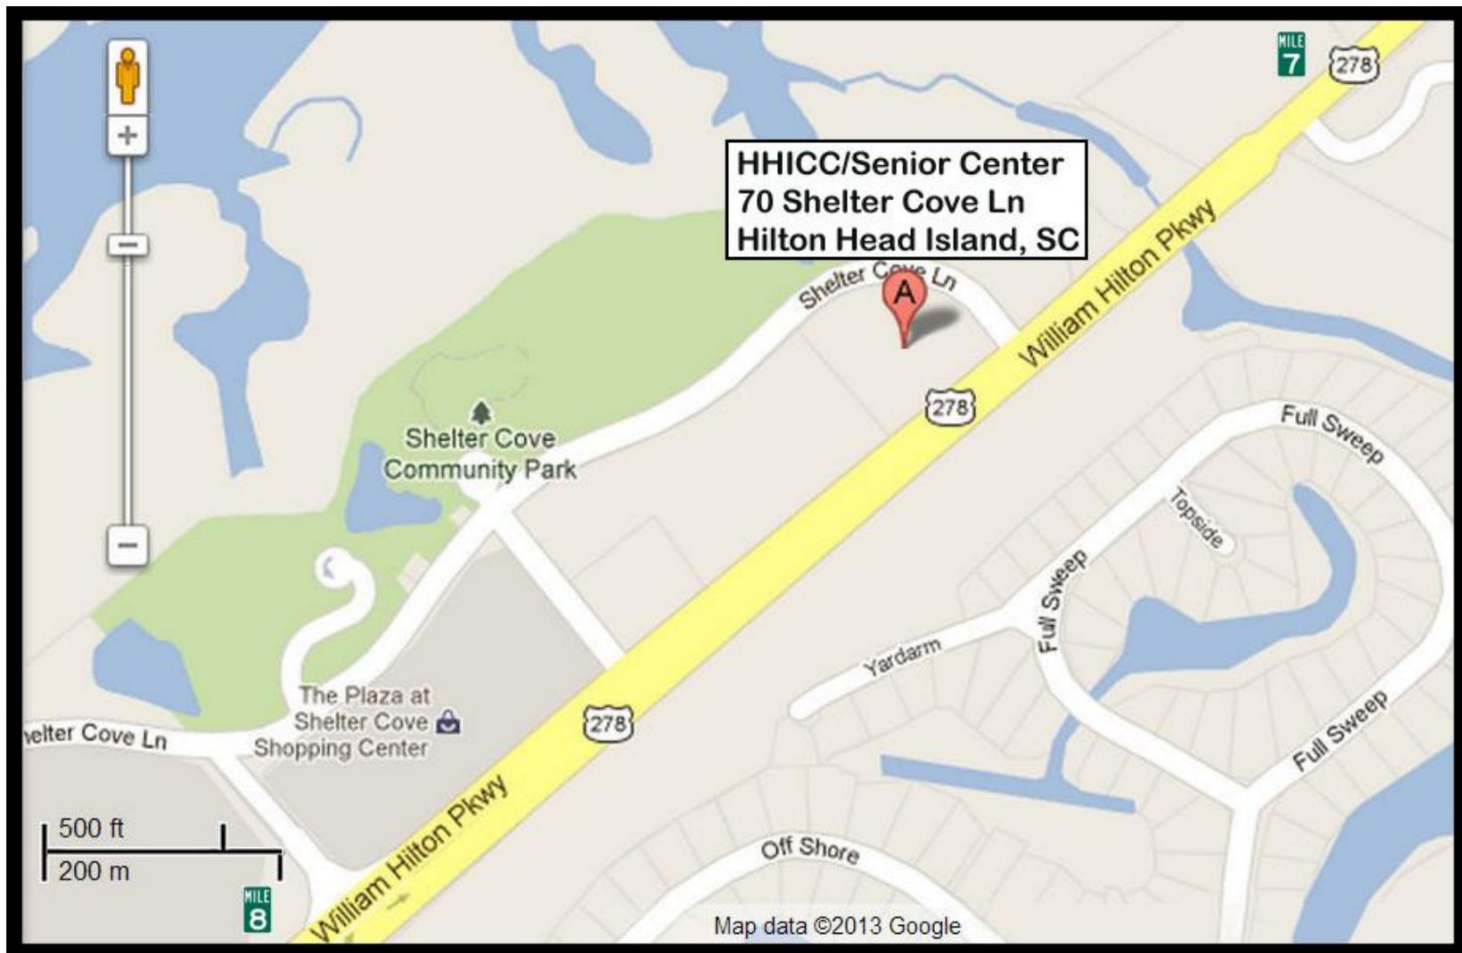 MILE
7
278
HHICC/Senior Center
70 Shelter Cove Ln
Hilton Head Island, SC
Shelter Cove Ln
A
William Hilton Pkwy
278
Full Sweep
Shelter Cove
Community Park
Topside
Full Sweep
Yardarm
The Plaza at
Shelter Cove
Shopping Center
278
Full Sweep
helter Cove Ln
William Hilton Pkwy
500 ft
200 m
Off Shore
MILE
8
Map data ©2013 Google